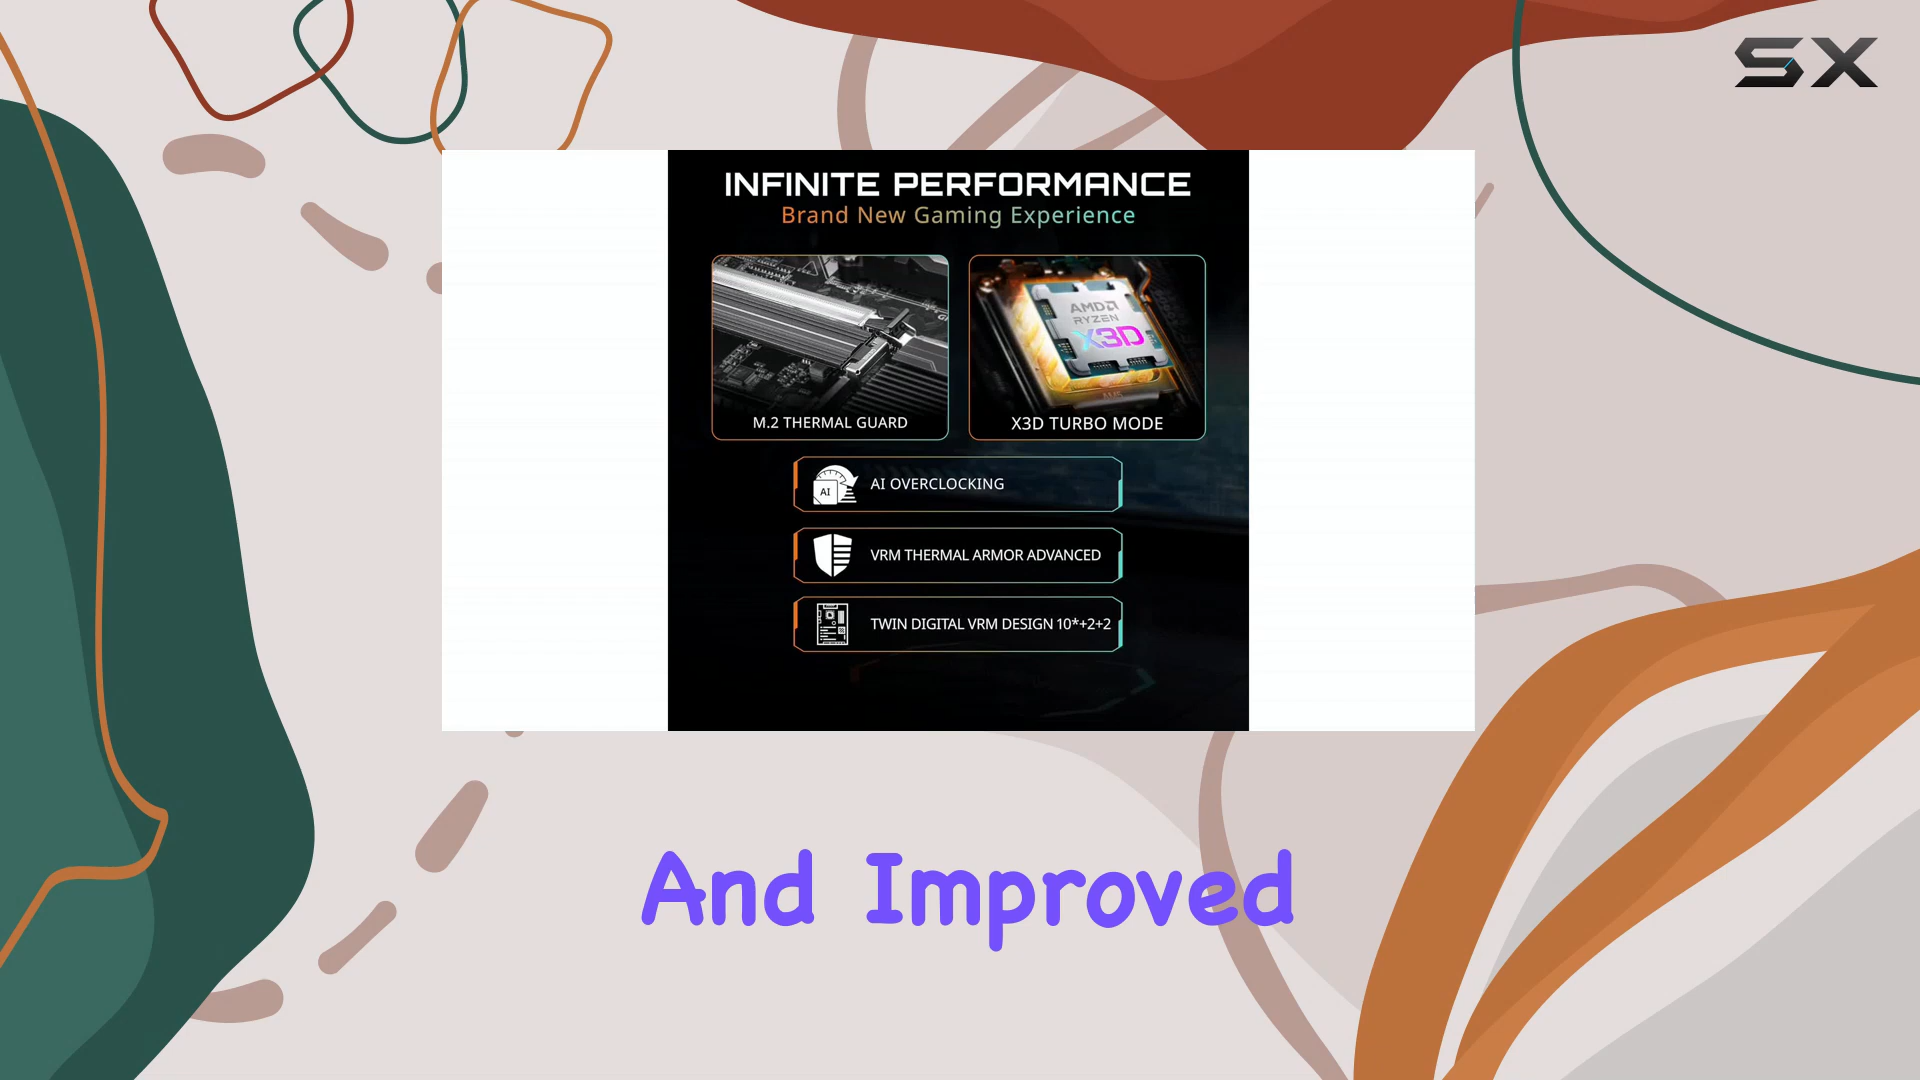 SX
INFINITE PERFORMANCE
Brand New Gaming Experience
AMD
RYZEN
X3D
AM5
M.2 THERMAL GUARD
X3D TURBO MODE
AI
AI OVERCLOCKING
VRM THERMAL ARMOR ADVANCED
TWIN DIGITAL VRM DESIGN 10*+2+2
And Improved